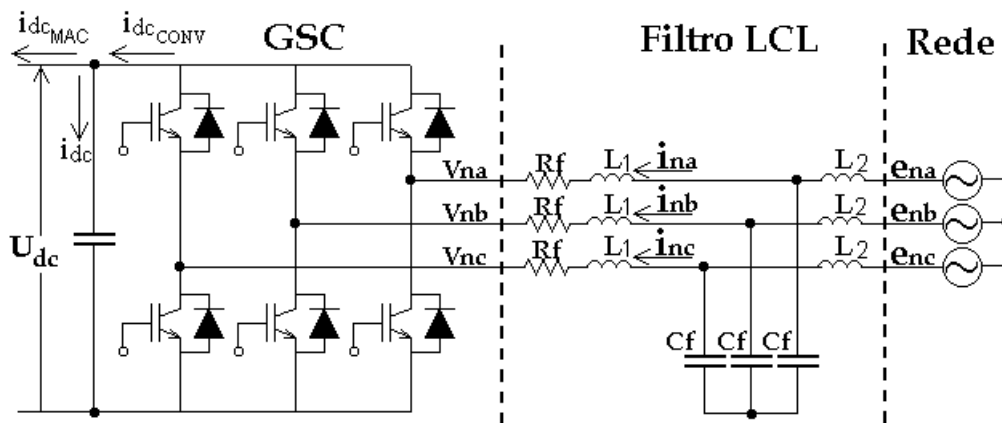 idcMAC
idcCONV
GSC
Filtro LCL
Rede
idc
Udc
Vna
Rf
L1
ina
L2
ena
Vnb
Rf
L1
inb
L2
enb
Vnc
Rf
L1
inc
L2
enc
Cf
Cf
Cf